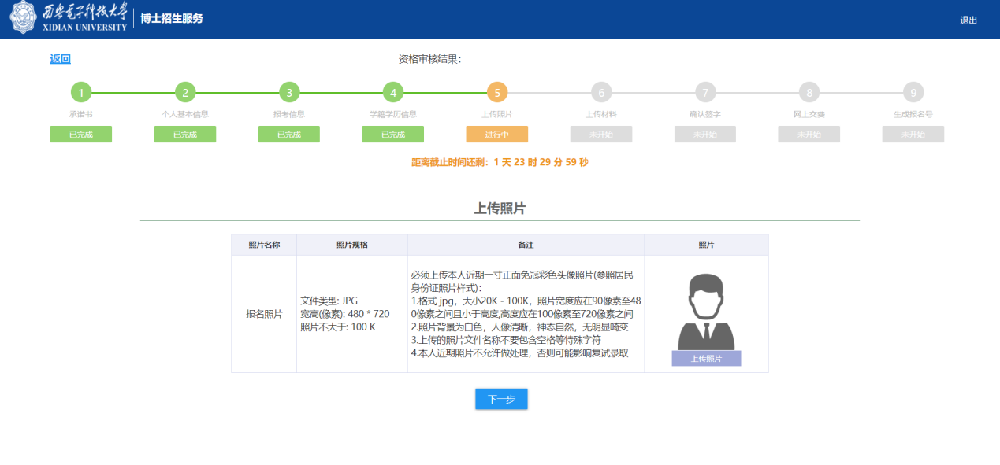 西安电子科技大学
XIDIAN UNIVERSITY
博士招生服务
退出
返回
资格审核结果：
1 2 3 4 5 6 7 8 9
承诺书 个人基本信息 报考信息 学籍学历信息 上传照片 上传材料 确认签字 网上交费 生成报名号
已完成 已完成 已完成 已完成 进行中 未开始 未开始 未开始 未开始
距离截止时间还剩：1 天 23 时 29 分 59 秒
上传照片
照片名称 照片规格 备注 照片
报名照片
文件类型: JPG
宽高(像素): 480 * 720
照片不大于: 100 K
必须上传本人近期一寸正面免冠彩色头像照片(参照居民
身份证照片样式)：
1.格式 jpg，大小20K - 100K，照片宽度应在90像素至48
0像素之间且小于高度,高度应在100像素至720像素之间
2.照片背景为白色，人像清晰，神态自然，无明显畸变
3.上传的照片文件名称不要包含空格等特殊字符
4.本人近期照片不允许做处理，否则可能影响复试录取
上传照片
下一步